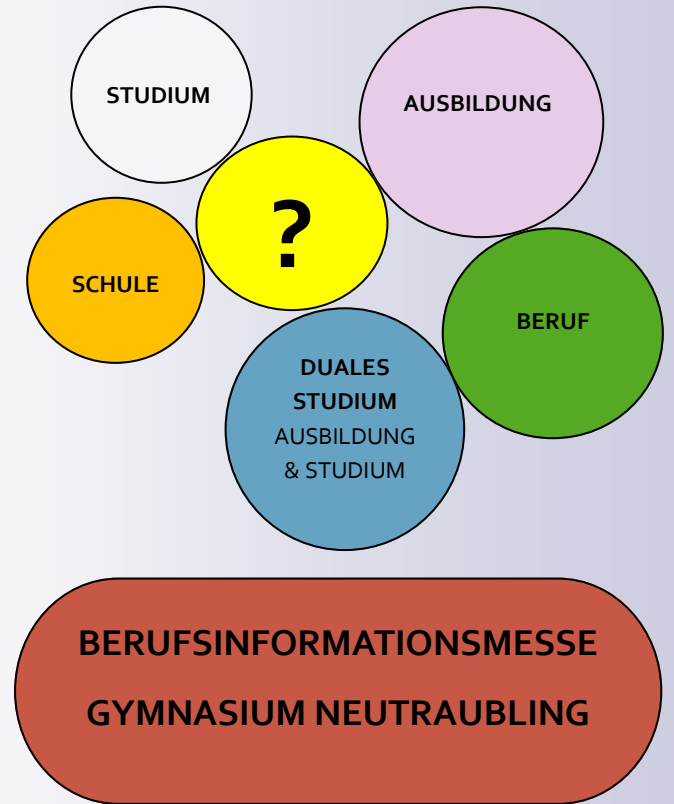 STUDIUM
AUSBILDUNG
?
SCHULE
BERUF
DUALES
STUDIUM
AUSBILDUNG
& STUDIUM
BERUFSINFORMATIONSMESSE
GYMNASIUM NEUTRAUBLING